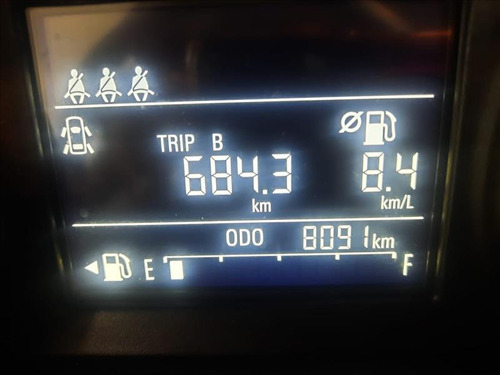 TRIP B
684.3 8.4
km km/L
ODO 8091km
E F